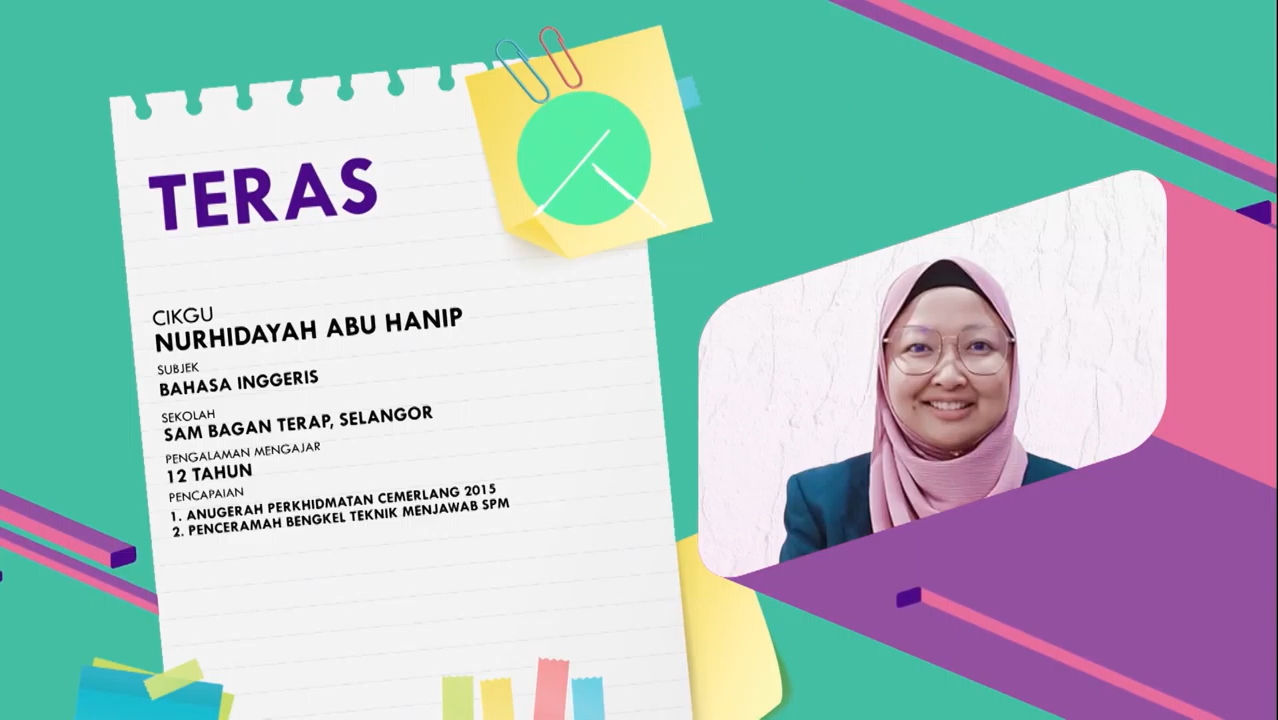 TERAS
CIKGU
NURHIDAYAH ABU HANIP
SUBJEK
BAHASA INGGERIS
SEKOLAH
SAM BAGAN TERAP, SELANGOR
PENGALAMAN MENGAJAR
12 TAHUN
PENCAPAIAN
1. ANUGERAH PERKHIDMATAN CEMERLANG 2015
2. PENCERAMAH BENGKEL TEKNIK MENJAWAB SPM